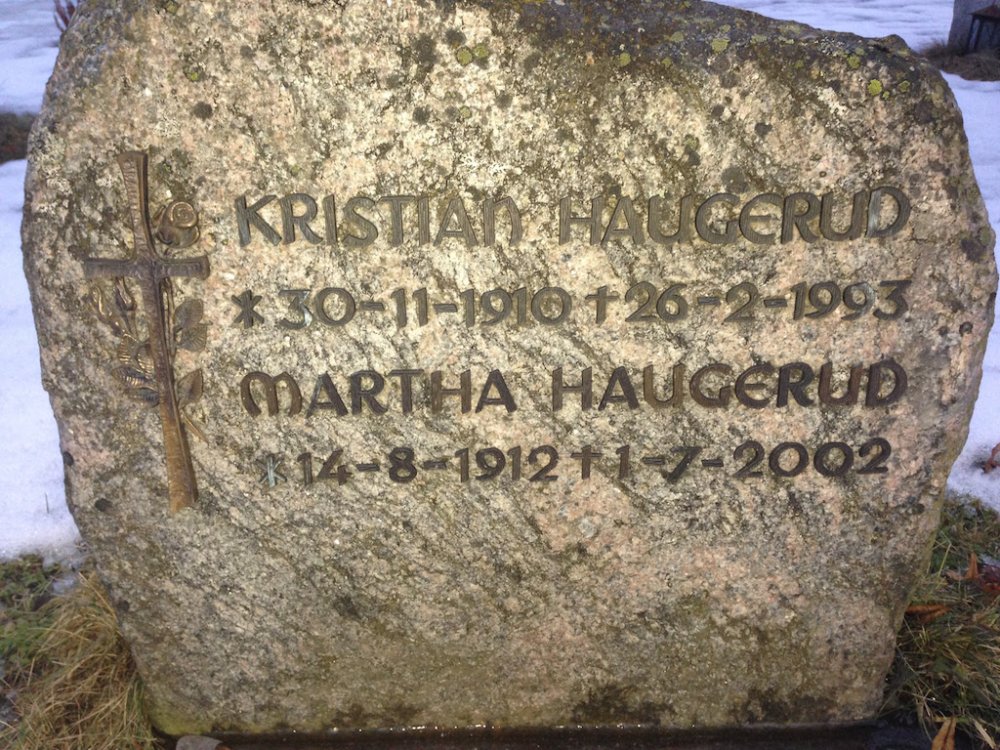 KRISTIAN HAUGERUD
* 30-11-1910 † 26-2-1993
MARTHA HAUGERUD
* 14-8-1912 † 1-7-2002